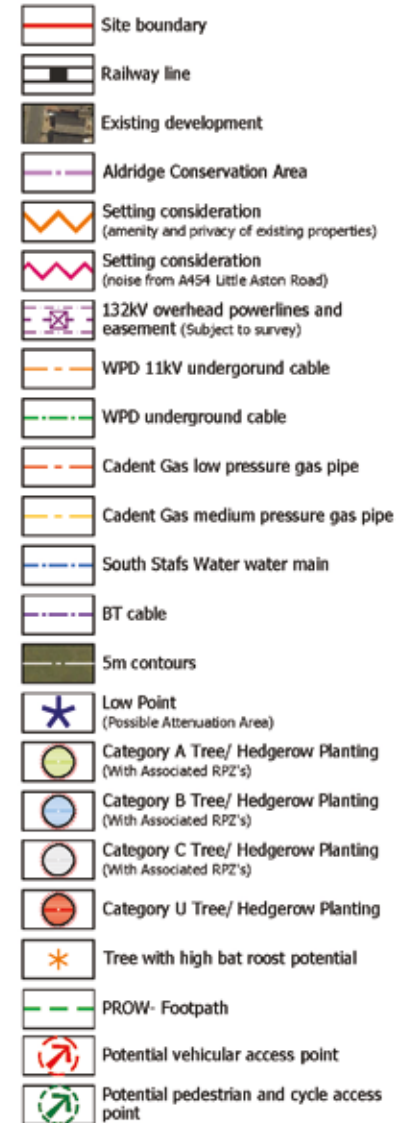 Site boundary
Railway line
Existing development
Aldridge Conservation Area
Setting consideration
(amenity and privacy of existing properties)
Setting consideration
(noise from A454 Little Aston Road)
132kV overhead powerlines and
easement (Subject to survey)
WPD 11kV undergorund cable
WPD underground cable
Cadent Gas low pressure gas pipe
Cadent Gas medium pressure gas pipe
South Stafs Water water main
BT cable
5m contours
Low Point
(Possible Attenuation Area)
Category A Tree/ Hedgerow Planting
(With Associated RPZ's)
Category B Tree/ Hedgerow Planting
(With Associated RPZ's)
Category C Tree/ Hedgerow Planting
(With Associated RPZ's)
Category U Tree/ Hedgerow Planting
Tree with high bat roost potential
PROW- Footpath
Potential vehicular access point
Potential pedestrian and cycle access
point